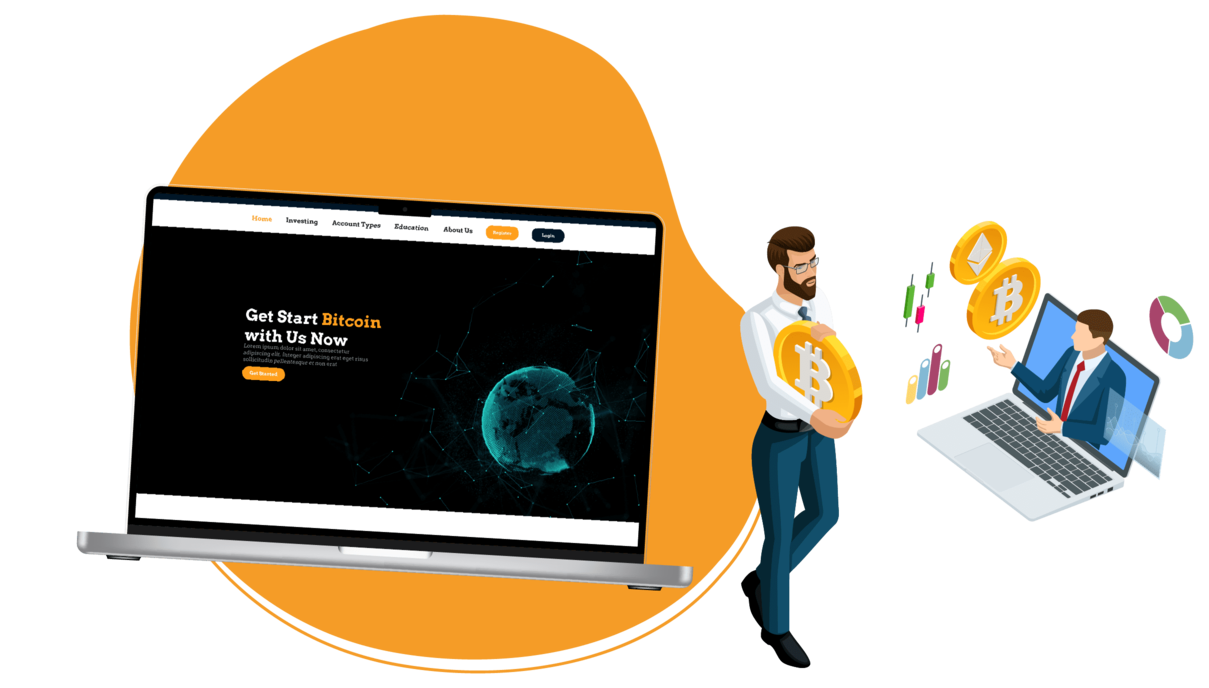 Home Investing Account Types Education About Us Register Login
Get Start Bitcoin
with Us Now
Lorem ipsum dolor sit amet, consectetur
adipiscing elit. Integer adipiscing erat eget risus
sollicitudin pellentesque et non erat
Get Started